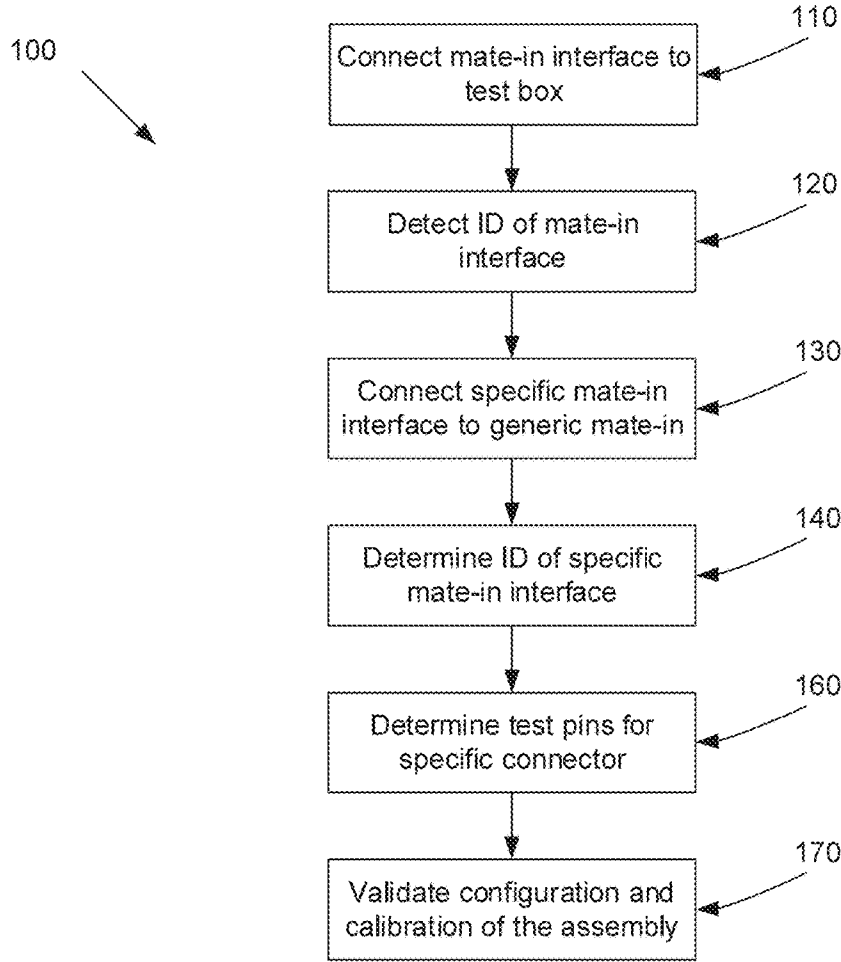 100
110
Connect mate-in interface to
test box
120
Detect ID of mate-in
interface
130
Connect specific mate-in
interface to generic mate-in
140
Determine ID of specific
mate-in interface
160
Determine test pins for
specific connector
170
Validate configuration and
calibration of the assembly